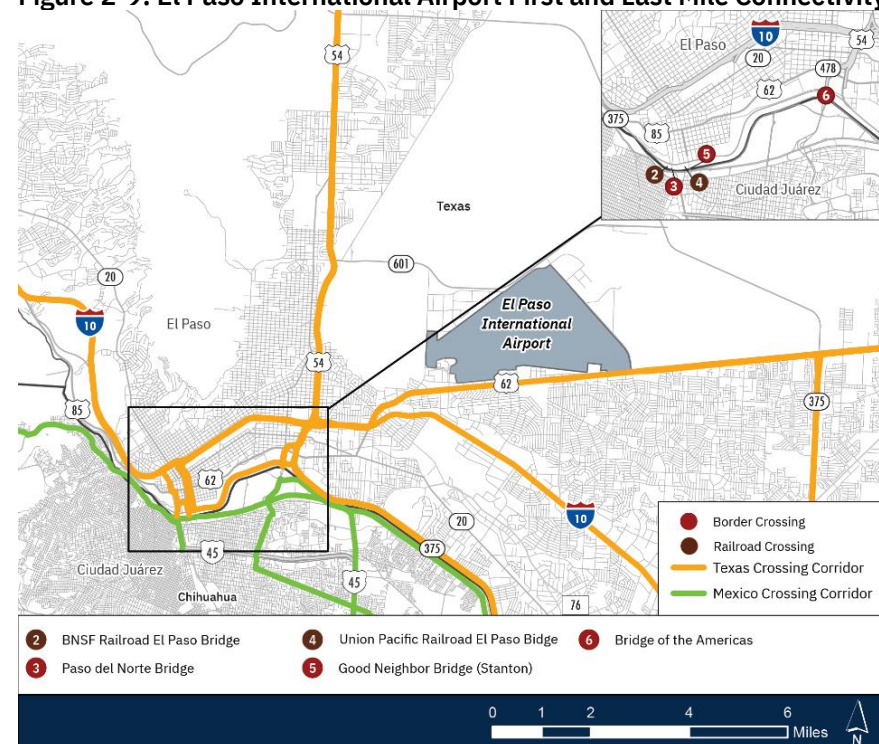 Figure 2-9. El Paso International Airport First and Last Mile Connectivity
54
El Paso
10
20
54
478
62
375
85
6
5
2
4
3
Ciudad Juárez
Texas
601
20
10
El Paso
El Paso
International
Airport
54
62
375
85
62
20
10
375
45
45
Ciudad Juárez
Chihuahua
76
Border Crossing
Railroad Crossing
Texas Crossing Corridor
Mexico Crossing Corridor
2 BNSF Railroad El Paso Bridge
4 Union Pacific Railroad El Paso Bidge
6 Bridge of the Americas
3 Paso del Norte Bridge
5 Good Neighbor Bridge (Stanton)
0 1 2 4 6
Miles
N